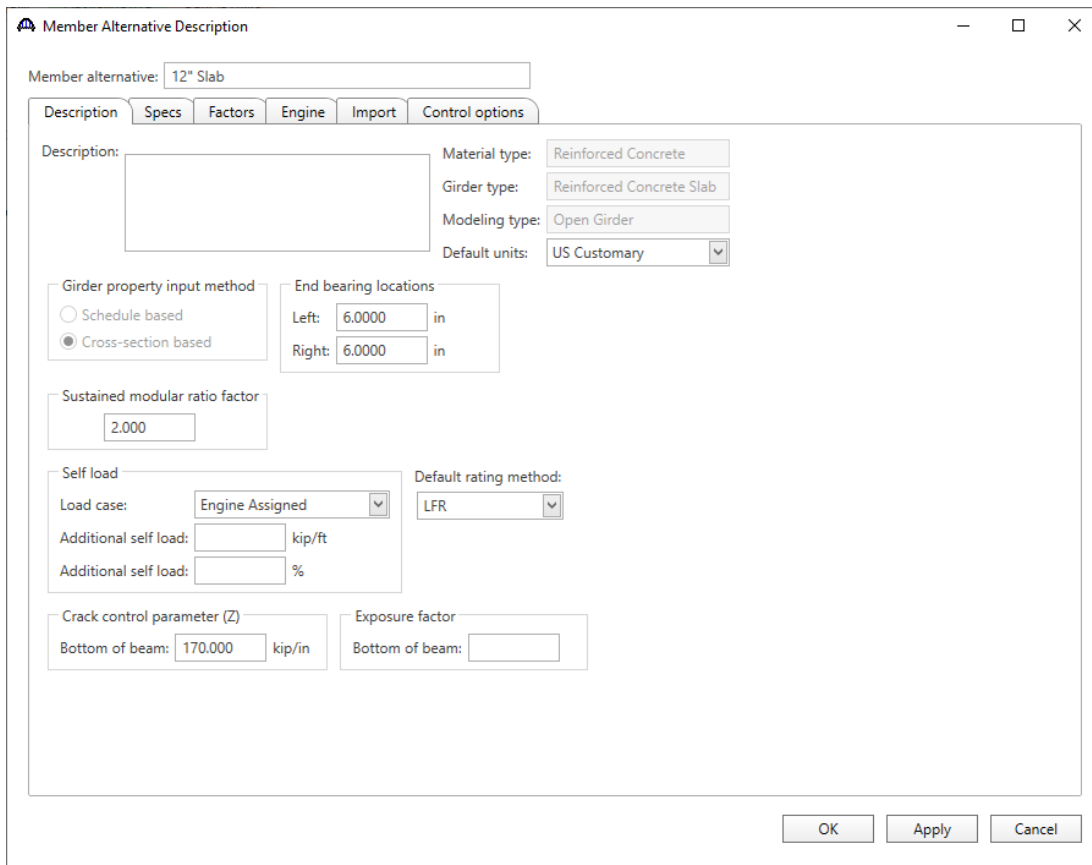 Member Alternative Description
Member alternative: 12" Slab
Description Specs Factors Engine Import Control options
Description:
Material type: Reinforced Concrete
Girder type: Reinforced Concrete Slab
Modeling type: Open Girder
Default units: US Customary
Girder property input method
Schedule based
Cross-section based
End bearing locations
Left: 6.0000 in
Right: 6.0000 in
Sustained modular ratio factor
2.000
Self load
Load case: Engine Assigned
Additional self load: kip/ft
Additional self load: %
Default rating method:
LFR
Crack control parameter (Z)
Bottom of beam: 170.000 kip/in
Exposure factor
Bottom of beam:
OK Apply Cancel